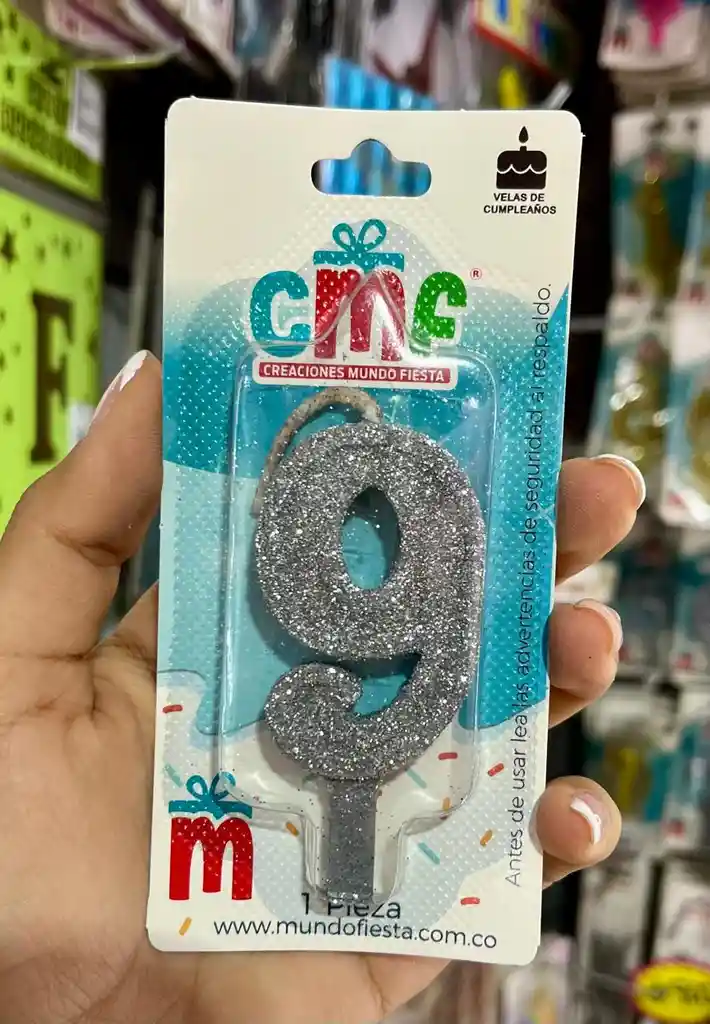 VELAS DE
CUMPLEAÑOS
cmf®
CREACIONES MUNDO FIESTA
Antes de usar lea las advertencias de seguridad al respaldo.
9
m
1 Pieza
www.mundofiesta.com.co
F